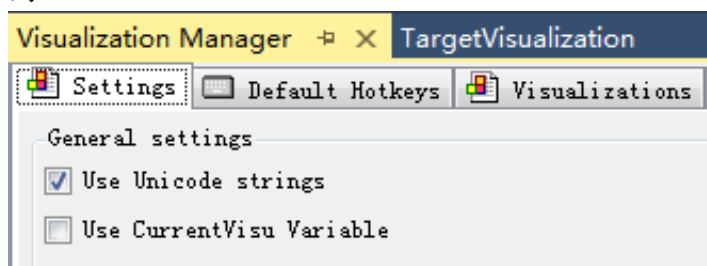 Visualization Manager TargetVisualization
Settings Default Hotkeys Visualizations
General settings
Use Unicode strings
Use CurrentVisu Variable